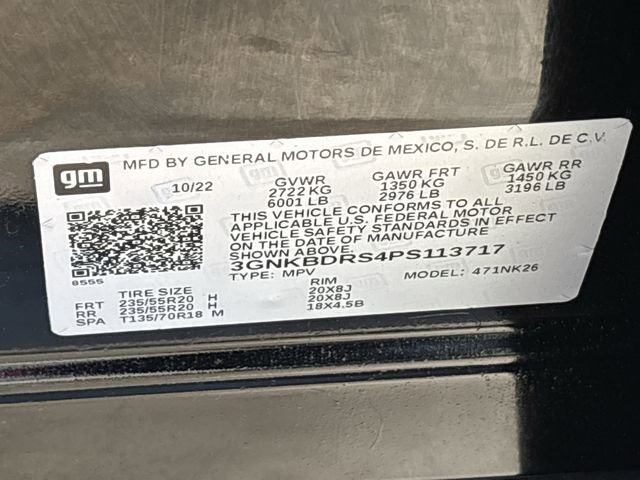 gm
MFD BY GENERAL MOTORS DE MEXICO, S. DE R.L. DE C.V.
10/22
GVWR
2722 KG
6001 LB
GAWR FRT
1350 KG
2976 LB
GAWR RR
1450 KG
3196 LB
THIS VEHICLE CONFORMS TO ALL
APPLICABLE U.S. FEDERAL MOTOR
VEHICLE SAFETY STANDARDS IN EFFECT
ON THE DATE OF MANUFACTURE
SHOWN ABOVE.
3GNKBDRS4PS113717
8555
TYPE: MPV MODEL: 471NK26
TIRE SIZE RIM
FRT 235/55R20 H 20X8J
RR 235/55R20 H 20X8J
SPA T135/70R18 M 18X4.5B